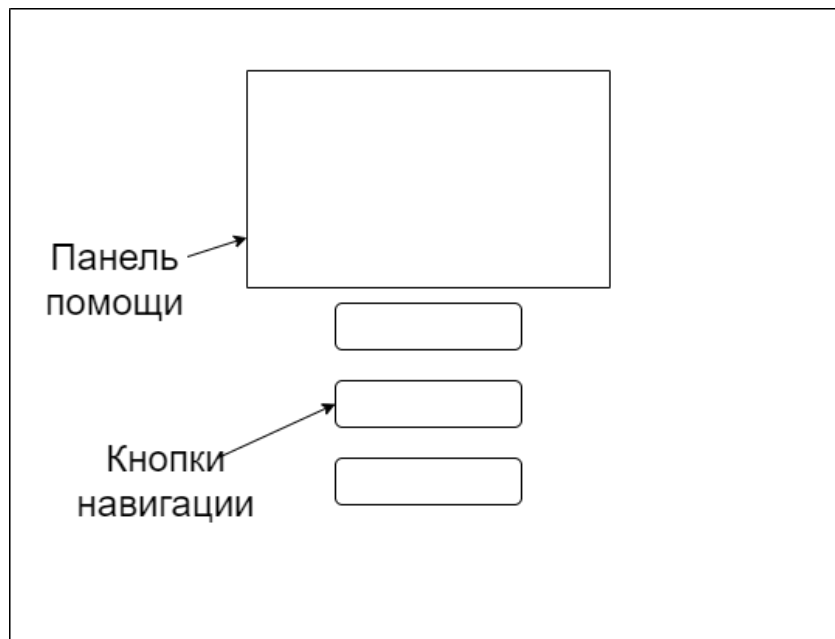 Панель
помощи
Кнопки
навигации